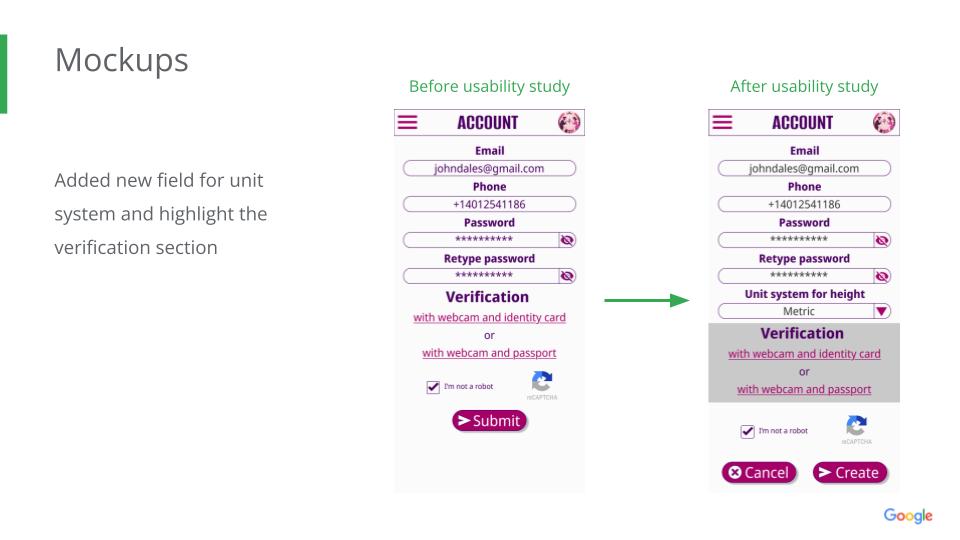 Mockups
Added new field for unit
system and highlight the
verification section
Before usability study
ACCOUNT
Email
johndales@gmail.com
Phone
+14012541186
Password
**********
Retype password
**********
Verification
with webcam and identity card
or
with webcam and passport
I'm not a robot
reCAPTCHA
Submit
After usability study
ACCOUNT
Email
johndales@gmail.com
Phone
+14012541186
Password
**********
Retype password
**********
Unit system for height
Metric
Verification
with webcam and identity card
or
with webcam and passport
I'm not a robot
reCAPTCHA
Cancel
Create
Google